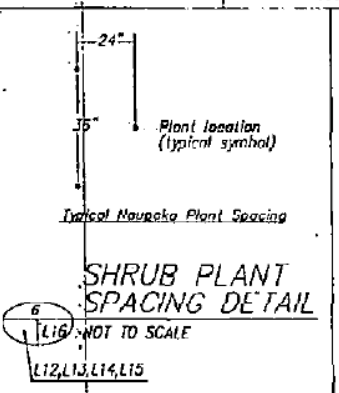 24"
36"
Plant location
(typical symbol)
Typical Naupaka Plant Spacing
SHRUB PLANT
SPACING DETAIL
6
L16
NOT TO SCALE
L12,L13,L14,L15